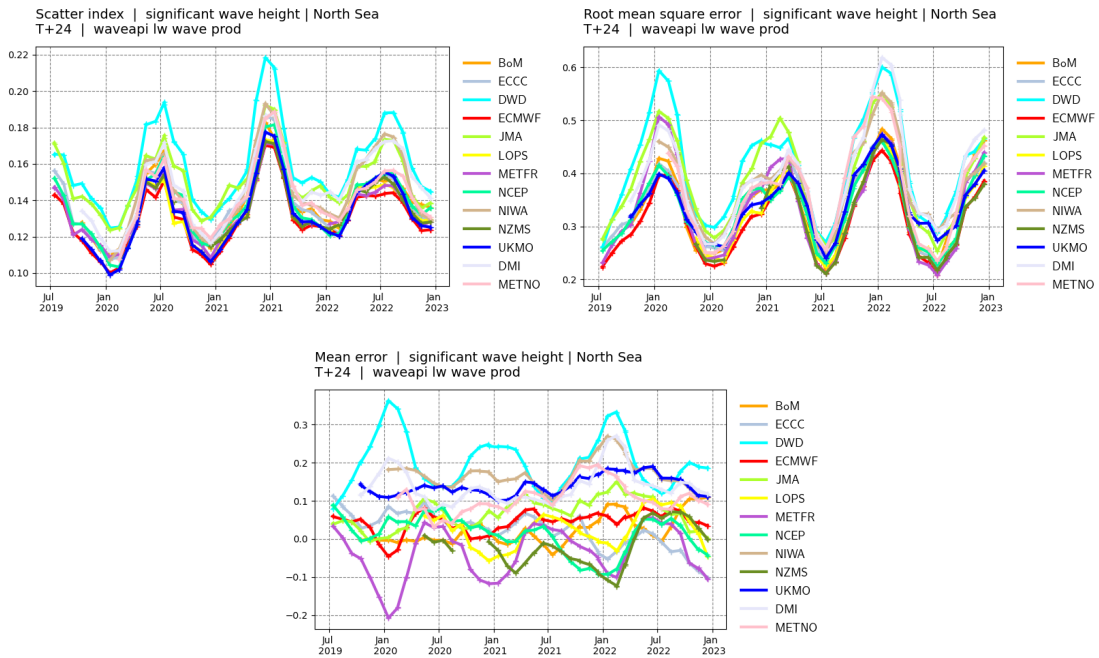 Scatter index | significant wave height | North Sea
T+24 | waveapi lw wave prod
0.22
0.20
0.18
0.16
0.14
0.12
0.10
Jul
2019
Jan
2020
Jul
2020
Jan
2021
Jul
2021
Jan
2022
Jul
2022
Jan
2023
BoM
ECCC
DWD
ECMWF
JMA
LOPS
METFR
NCEP
NIWA
NZMS
UKMO
DMI
METNO
Root mean square error | significant wave height | North Sea
T+24 | waveapi lw wave prod
0.6
0.5
0.4
0.3
0.2
Jul
2019
Jan
2020
Jul
2020
Jan
2021
Jul
2021
Jan
2022
Jul
2022
Jan
2023
BoM
ECCC
DWD
ECMWF
JMA
LOPS
METFR
NCEP
NIWA
NZMS
UKMO
DMI
METNO
Mean error | significant wave height | North Sea
T+24 | waveapi lw wave prod
0.3
0.2
0.1
0.0
−0.1
−0.2
Jul
2019
Jan
2020
Jul
2020
Jan
2021
Jul
2021
Jan
2022
Jul
2022
Jan
2023
BoM
ECCC
DWD
ECMWF
JMA
LOPS
METFR
NCEP
NIWA
NZMS
UKMO
DMI
METNO